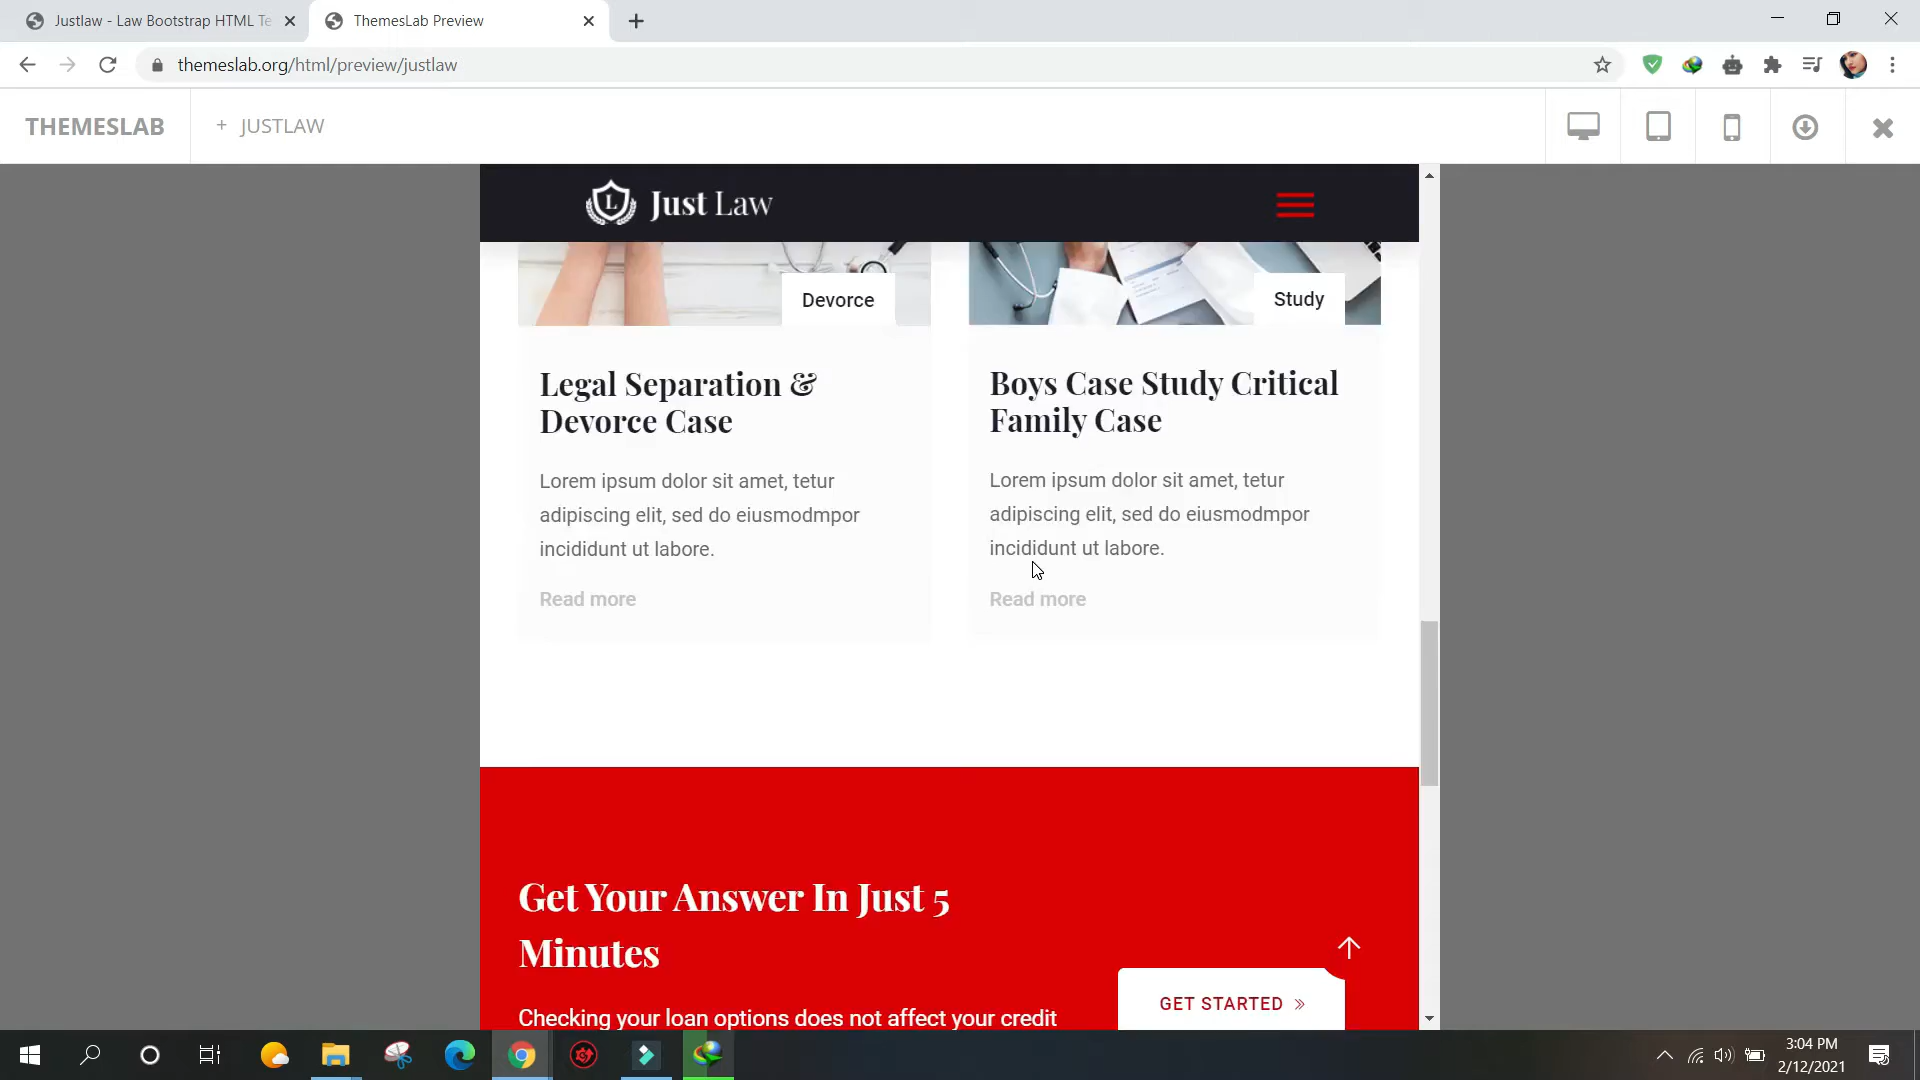 Justlaw - Law Bootstrap HTML Te
ThemesLab Preview
themeslab.org/html/preview/justlaw
THEMESLAB
+ JUSTLAW
L
Just Law
Devorce
Study
Legal Separation &
Devorce Case
Lorem ipsum dolor sit amet, tetur
adipiscing elit, sed do eiusmodmpor
incididunt ut labore.
Read more
Boys Case Study Critical
Family Case
Lorem ipsum dolor sit amet, tetur
adipiscing elit, sed do eiusmodmpor
incididunt ut labore.
Read more
Get Your Answer In Just 5
Minutes
Checking your loan options does not affect your credit
GET STARTED »
3:04 PM
2/12/2021